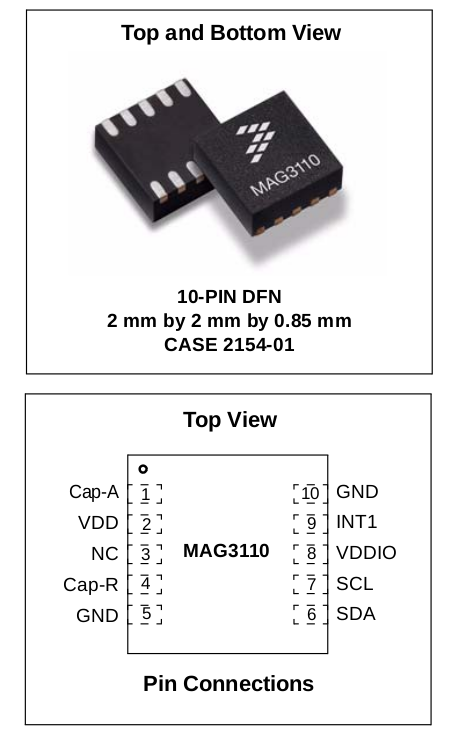 Top and Bottom View
MAG3110
10-PIN DFN
2 mm by 2 mm by 0.85 mm
CASE 2154-01
Top View
Cap-A 1 10 GND
VDD 2 9 INT1
NC 3 MAG3110 8 VDDIO
Cap-R 4 7 SCL
GND 5 6 SDA
Pin Connections